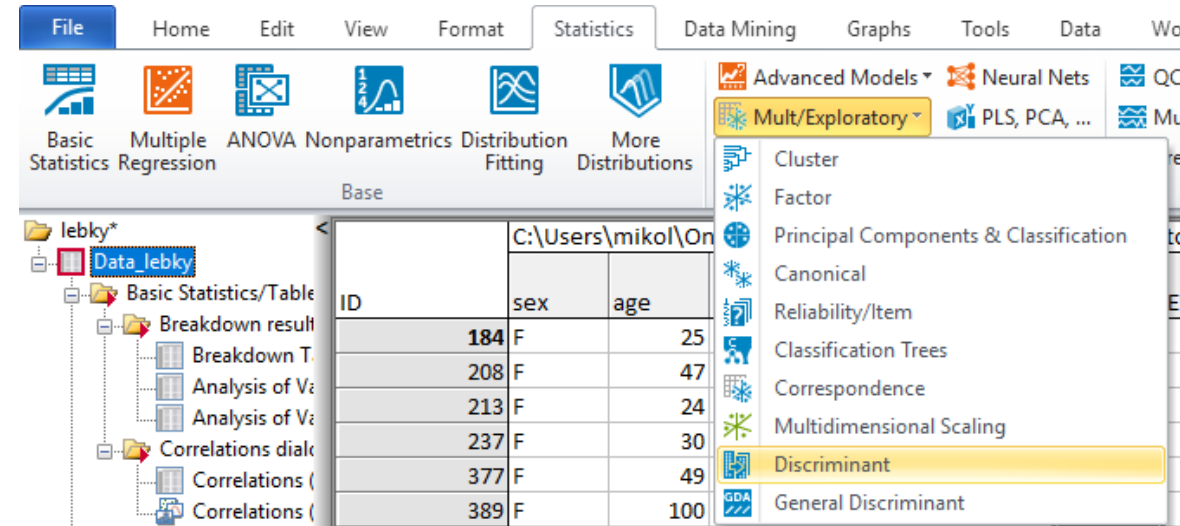 File Home Edit View Format Statistics Data Mining Graphs Tools Data Wo
Advanced Models Neural Nets QC
Mult/Exploratory PLS, PCA, ... Mu
Basic Statistics
Multiple Regression
ANOVA
Nonparametrics
Distribution Fitting
More Distributions
Base
Cluster
Factor
Principal Components & Classification
Canonical
Reliability/Item
Classification Trees
Correspondence
Multidimensional Scaling
Discriminant
GDA General Discriminant
lebky*
Data_lebky
Basic Statistics/Table
Breakdown result
Breakdown T
Analysis of Va
Analysis of Va
Correlations dialo
Correlations (
Correlations (
C:\Users\mikol\On
ID sex age
184 F 25
208 F 47
213 F 24
237 F 30
377 F 49
389 F 100